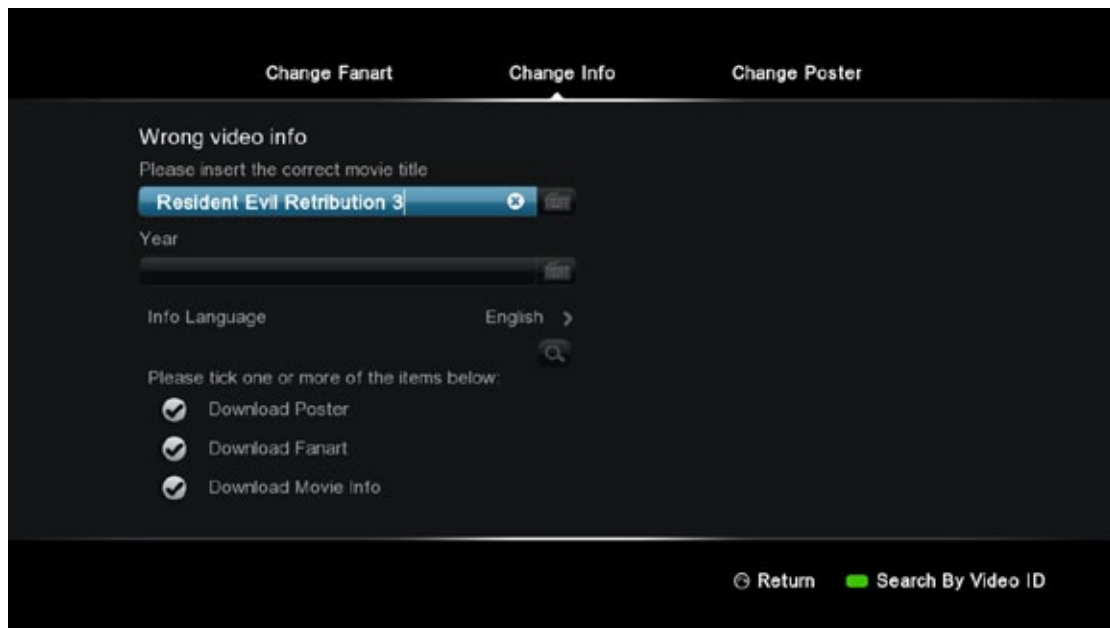 Change Fanart Change Info Change Poster
Wrong video info
Please insert the correct movie title
Resident Evil Retribution 3
Year
Info Language English
Please tick one or more of the items below:
Download Poster
Download Fanart
Download Movie Info
Return Search By Video ID